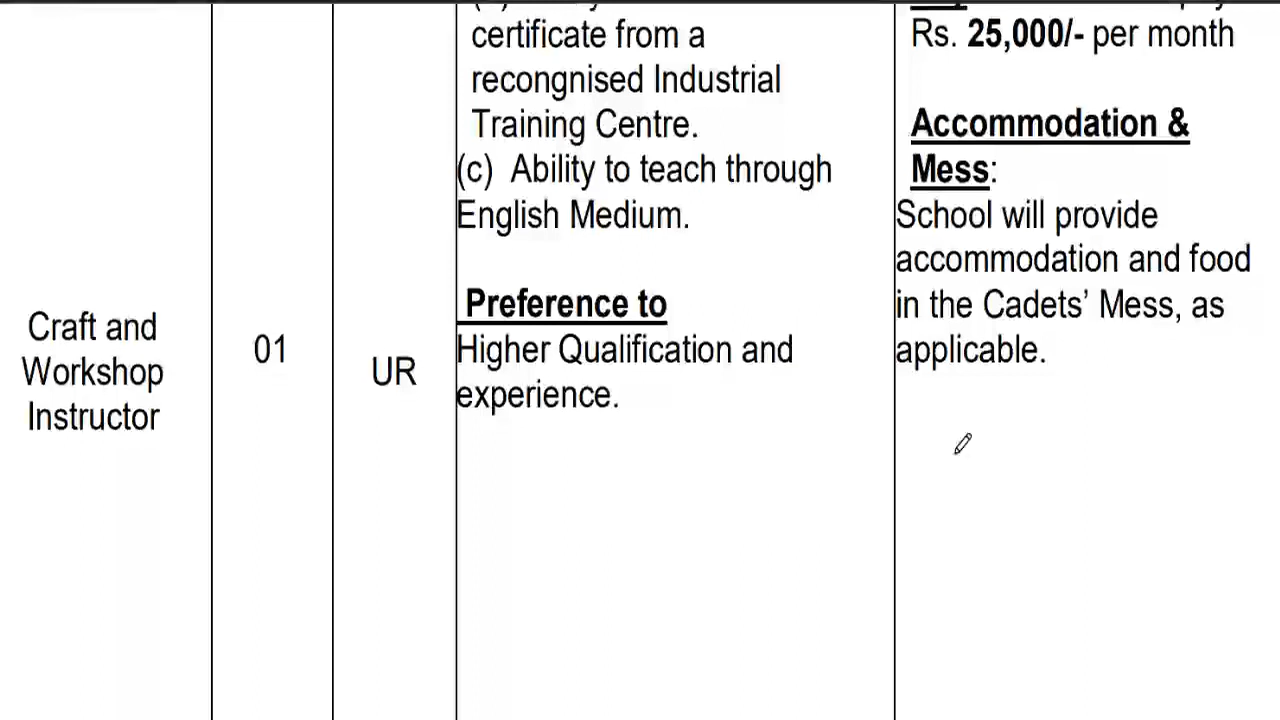 certificate from a
recongnised Industrial
Training Centre.
(c) Ability to teach through
English Medium.
Preference to
Higher Qualification and
experience.
Rs. 25,000/- per month
Accommodation &
Mess:
School will provide
accommodation and food
in the Cadets’ Mess, as
applicable.
Craft and
Workshop
Instructor
01
UR